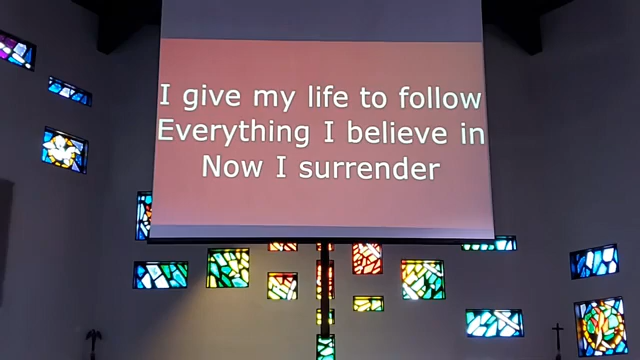 I give my life to follow
Everything I believe in
Now I surrender